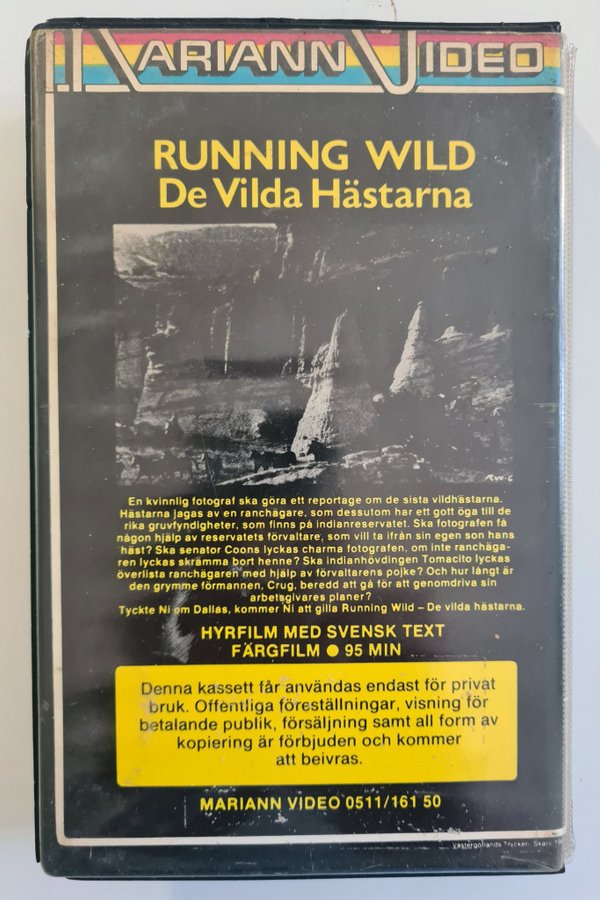 MARIANN VIDEO
RUNNING WILD
De Vilda Hästarna
RW-6
En kvinnlig fotograf ska göra ett reportage om de sista vildhästarna.
Hästarna jagas av en ranchägare, som dessutom har ett gott öga till de
rika gruvfyndigheter, som finns på indianreservatet. Ska fotografen få
någon hjälp av reservatets förvaltare, som vill ta ifrån sin egen son hans
häst? Ska senator Coons lyckas charma fotografen, om inte ranchäga-
ren lyckas skrämma bort henne? Ska indianhövdingen Tomacito lyckas
överlista ranchägaren med hjälp av förvaltarens pojke? Och hur långt är
den grymme förmannen, Crug, beredd att gå för att genomdriva sin
arbetsgivares planer?
Tyckte Ni om Dallas, kommer Ni att gilla Running Wild – De vilda hästarna.
HYRFILM MED SVENSK TEXT
FÄRGFILM ● 95 MIN
Denna kassett får användas endast för privat
bruk. Offentliga föreställningar, visning för
betalande publik, försäljning samt all form av
kopiering är förbjuden och kommer
att beivras.
MARIANN VIDEO 0511/161 50
Västergötlands Tryckeri, Skara